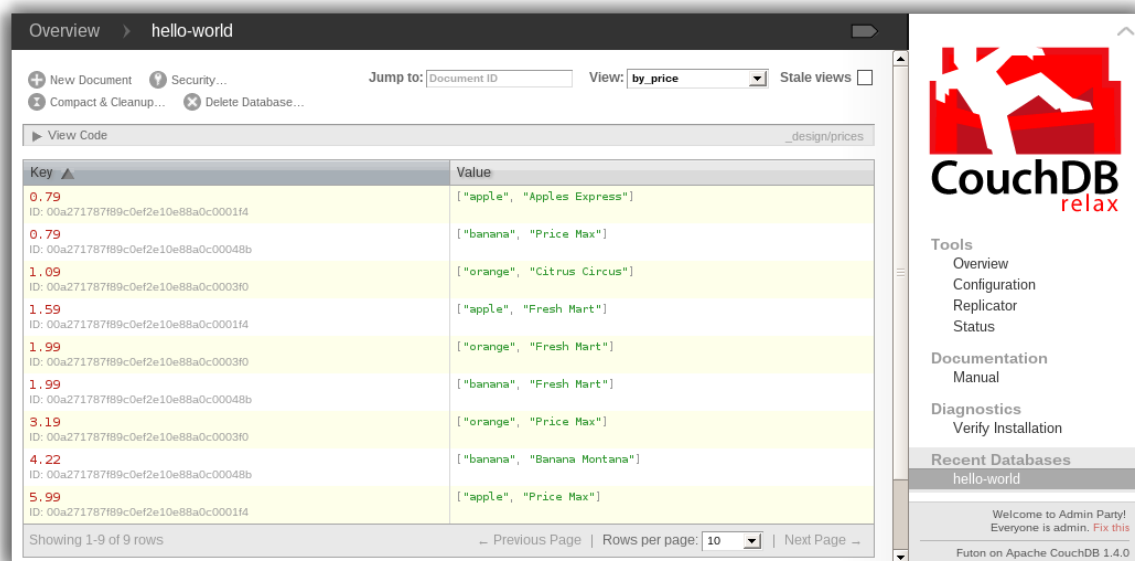 Overview hello-world
New Document Security… Jump to: Document ID View: by_price Stale views
Compact & Cleanup… Delete Database…
View Code _design/prices
Key Value
0.79 ["apple", "Apples Express"]
ID: 00a271787f89c0ef2e10e88a0c0001f4
0.79 ["banana", "Price Max"]
ID: 00a271787f89c0ef2e10e88a0c00048b
1.09 ["orange", "Citrus Circus"]
ID: 00a271787f89c0ef2e10e88a0c0003f0
1.59 ["apple", "Fresh Mart"]
ID: 00a271787f89c0ef2e10e88a0c0001f4
1.99 ["orange", "Fresh Mart"]
ID: 00a271787f89c0ef2e10e88a0c0003f0
1.99 ["banana", "Fresh Mart"]
ID: 00a271787f89c0ef2e10e88a0c00048b
3.19 ["orange", "Price Max"]
ID: 00a271787f89c0ef2e10e88a0c0003f0
4.22 ["banana", "Banana Montana"]
ID: 00a271787f89c0ef2e10e88a0c00048b
5.99 ["apple", "Price Max"]
ID: 00a271787f89c0ef2e10e88a0c0001f4
Showing 1-9 of 9 rows ← Previous Page | Rows per page: 10 | Next Page →
CouchDB
relax
Tools
Overview
Configuration
Replicator
Status
Documentation
Manual
Diagnostics
Verify Installation
Recent Databases
hello-world
Welcome to Admin Party!
Everyone is admin. Fix this
Futon on Apache CouchDB 1.4.0